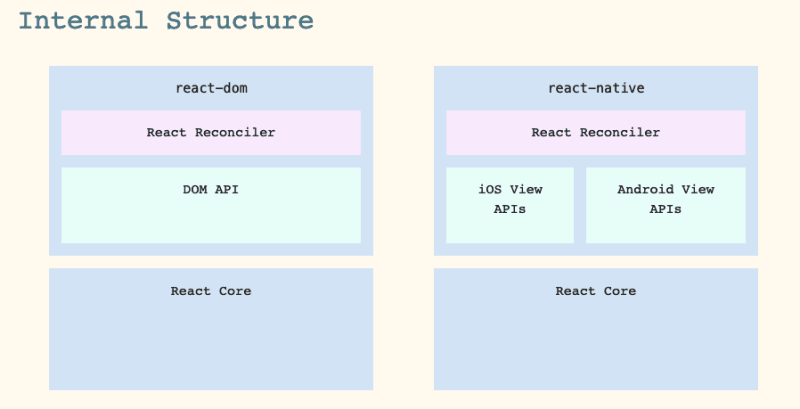 Internal Structure
react-dom
React Reconciler
DOM API
React Core
react-native
React Reconciler
iOS View
APIs
Android View
APIs
React Core